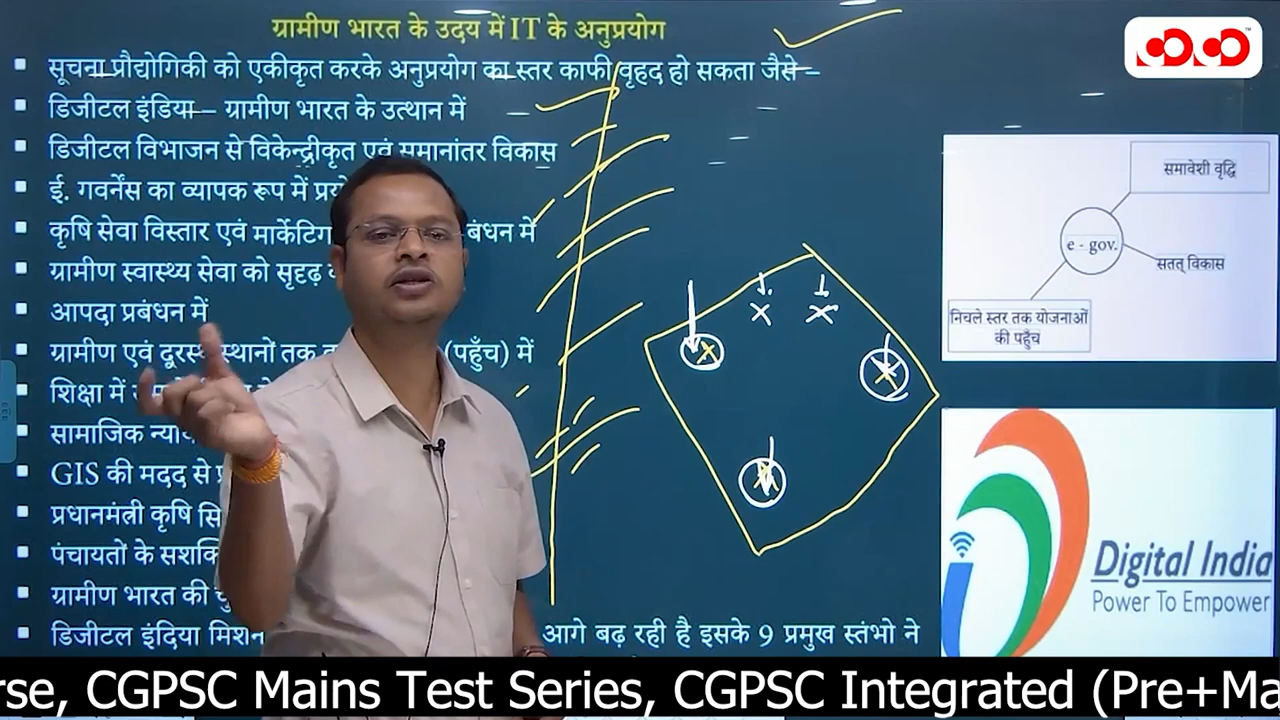 ग्रामीण भारत के उदय में IT के अनुप्रयोग
सूचना प्रौद्योगिकी को एकीकृत करके अनुप्रयोग का स्तर काफी वृहद हो सकता जैसे –
डिजीटल इंडिया – ग्रामीण भारत के उत्थान में
डिजीटल विभाजन से विकेन्द्रीकृत एवं समानांतर विकास
ई. गवर्नेंस का व्यापक रूप में
कृषि सेवा विस्तार एवं मार्केटिंग में
ग्रामीण स्वास्थ्य सेवा को सृदृढ़
आपदा प्रबंधन में
ग्रामीण एवं दूरस्थ स्थानों तक (पहुँच) में
शिक्षा में
सामाजिक
GIS की मदद से
प्रधानमंत्री कृषि
पंचायतों के
ग्रामीण भारत की
डिजीटल इंदिया मिशन आगे बढ़ रही है इसके 9 प्रमुख स्तंभो ने
समावेशी वृद्धि
e - gov.
सतत् विकास
निचले स्तर तक योजनाओं
की पहुँच
Digital India
Power To Empower
rse, CGPSC Mains Test Series, CGPSC Integrated (Pre+Ma